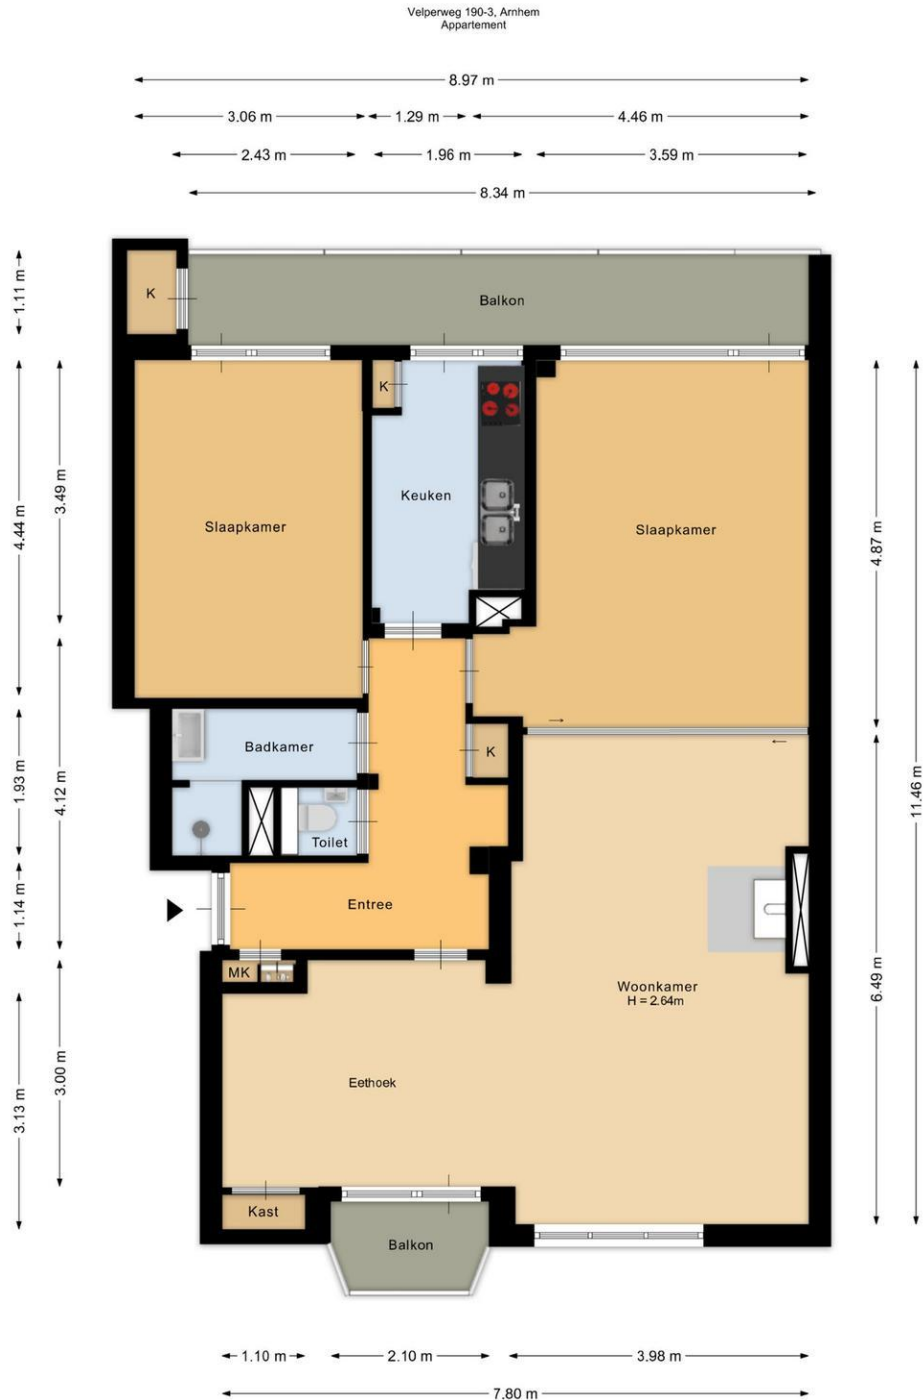 Velperweg 190-3, Arnhem
Appartement
8.97 m
3.06 m
1.29 m
4.46 m
2.43 m
1.96 m
3.59 m
8.34 m
1.11 m
K
Balkon
K
3.49 m
4.44 m
Keuken
Slaapkamer
Slaapkamer
4.87 m
Badkamer
K
1.93 m
4.12 m
11.46 m
Toilet
1.14 m
Entree
MK
Woonkamer
H = 2.64m
6.49 m
Eethoek
3.00 m
3.13 m
Kast
Balkon
1.10 m
2.10 m
3.98 m
7.80 m